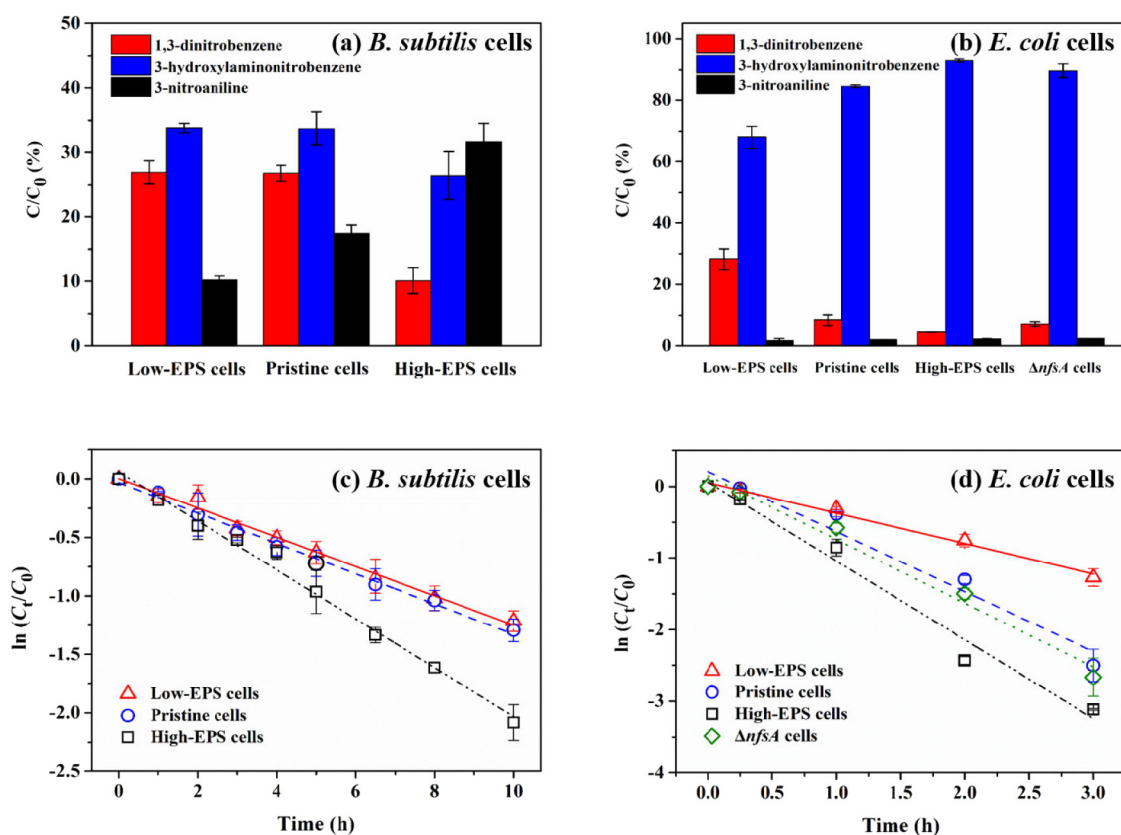 (a) B. subtilis cells
1,3-dinitrobenzene
3-hydroxylaminonitrobenzene
3-nitroaniline
C/C0 (%)
50
40
30
20
10
0
Low-EPS cells Pristine cells High-EPS cells
(b) E. coli cells
1,3-dinitrobenzene
3-hydroxylaminonitrobenzene
3-nitroaniline
C/C0 (%)
100
80
60
40
20
0
Low-EPS cells Pristine cells High-EPS cells ΔnfsA cells
(c) B. subtilis cells
ln (Ct/C0)
0.0
-0.5
-1.0
-1.5
-2.0
-2.5
Low-EPS cells
Pristine cells
High-EPS cells
0 2 4 6 8 10
Time (h)
(d) E. coli cells
ln (Ct/C0)
0
-1
-2
-3
-4
Low-EPS cells
Pristine cells
High-EPS cells
ΔnfsA cells
0.0 0.5 1.0 1.5 2.0 2.5 3.0
Time (h)